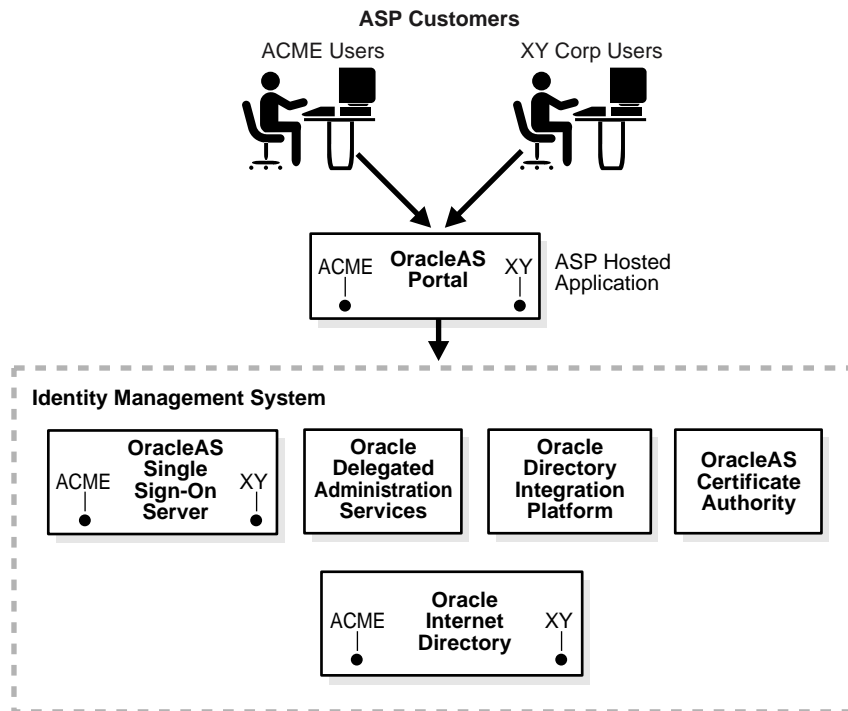 ASP Customers
ACME Users
XY Corp Users
ACME
OracleAS
Portal
XY
ASP Hosted
Application
Identity Management System
ACME
OracleAS
Single
Sign-On
Server
XY
Oracle
Delegated
Administration
Services
Oracle
Directory
Integration
Platform
OracleAS
Certificate
Authority
ACME
Oracle
Internet
Directory
XY